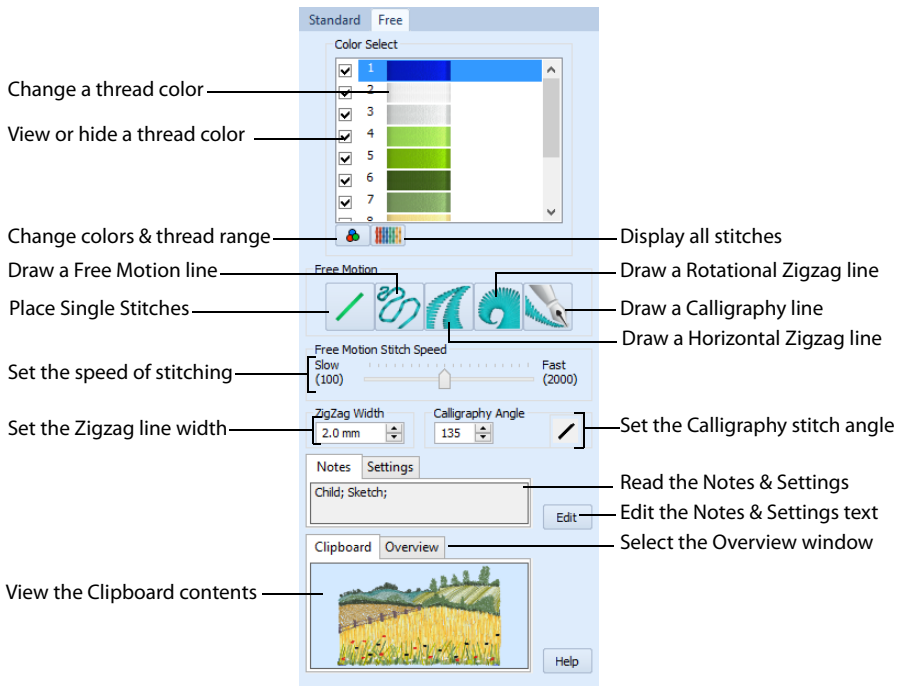 Standard Free
Color Select
1
Change a thread color
2
3
View or hide a thread color
4
5
6
7
8
Change colors & thread range
Display all stitches
Draw a Free Motion line
Free Motion
Draw a Rotational Zigzag line
Place Single Stitches
Draw a Calligraphy line
Draw a Horizontal Zigzag line
Free Motion Stitch Speed
Slow Fast
Set the speed of stitching
(100) (2000)
ZigZag Width Calligraphy Angle
Set the Zigzag line width
2.0 mm 135
Set the Calligraphy stitch angle
Notes Settings
Read the Notes & Settings
Child; Sketch;
Edit
Edit the Notes & Settings text
Clipboard Overview
Select the Overview window
View the Clipboard contents
Help